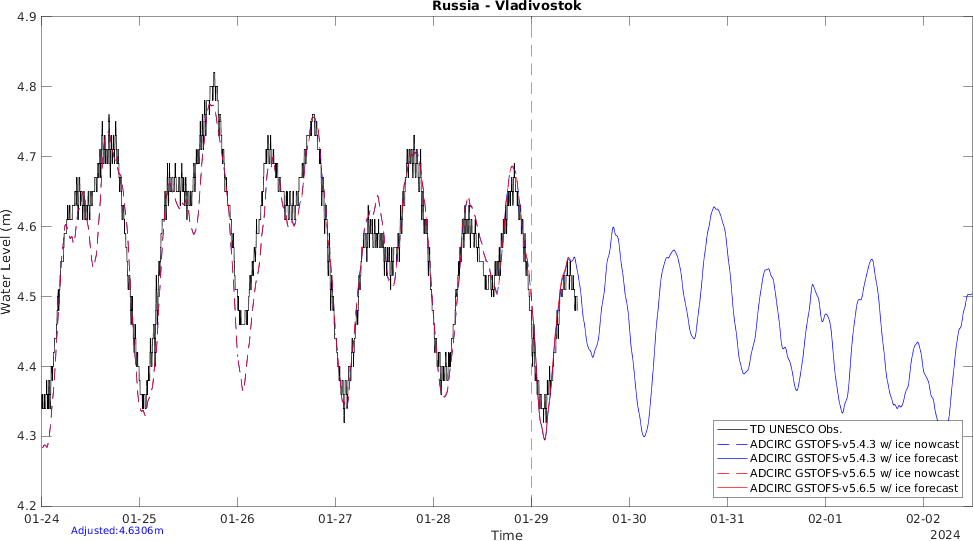 Russia - Vladivostok
4.9
4.8
4.7
4.6
4.5
4.4
4.3
4.2
Water Level (m)
TD UNESCO Obs.
ADCIRC GSTOFS-v5.4.3 w/ ice nowcast
ADCIRC GSTOFS-v5.4.3 w/ ice forecast
ADCIRC GSTOFS-v5.6.5 w/ ice nowcast
ADCIRC GSTOFS-v5.6.5 w/ ice forecast
01-24 01-25 01-26 01-27 01-28 01-29 01-30 01-31 02-01 02-02
Adjusted:4.6306m
Time
2024